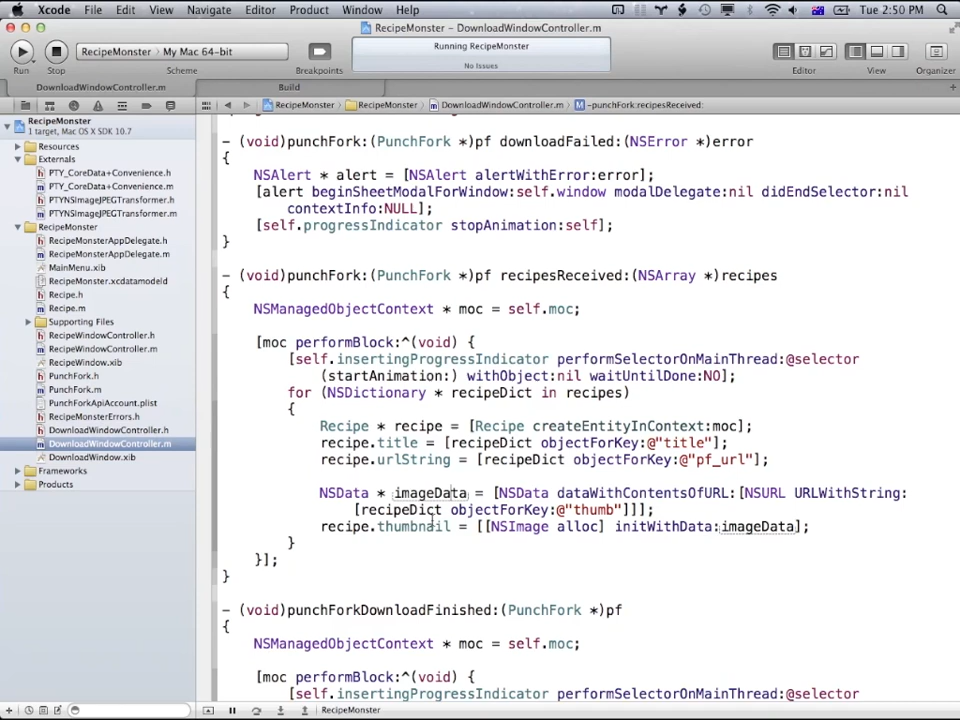 Xcode File Edit View Navigate Editor Product Window Help Tue 2:50 PM
RecipeMonster — DownloadWindowController.m
RecipeMonster My Mac 64-bit
Running RecipeMonster
No Issues
Run Stop Scheme Breakpoints Editor View Organizer
DownloadWindowController.m Build
RecipeMonster RecipeMonster DownloadWindowController.m -punchFork:recipesReceived:
RecipeMonster
1 target, Mac OS X SDK 10.7
Resources
Externals
PTY_CoreData+Convenience.h
PTY_CoreData+Convenience.m
PTYNSImageJPEGTransformer.h
PTYNSImageJPEGTransformer.m
RecipeMonster
RecipeMonsterAppDelegate.h
RecipeMonsterAppDelegate.m
MainMenu.xib
RecipeMonster.xcdatamodeld
Recipe.h
Recipe.m
Supporting Files
RecipeWindowController.h
RecipeWindowController.m
RecipeWindow.xib
PunchFork.h
PunchFork.m
PunchForkApiAccount.plist
RecipeMonsterErrors.h
DownloadWindowController.h
DownloadWindowController.m
DownloadWindow.xib
Frameworks
Products
- (void)punchFork:(PunchFork *)pf downloadFailed:(NSError *)error
{
NSAlert * alert = [NSAlert alertWithError:error];
[alert beginSheetModalForWindow:self.window modalDelegate:nil didEndSelector:nil
contextInfo:NULL];
[self.progressIndicator stopAnimation:self];
}
- (void)punchFork:(PunchFork *)pf recipesReceived:(NSArray *)recipes
{
NSManagedObjectContext * moc = self.moc;
[moc performBlock:^(void) {
[self.insertingProgressIndicator performSelectorOnMainThread:@selector
(startAnimation:) withObject:nil waitUntilDone:NO];
for (NSDictionary * recipeDict in recipes)
{
Recipe * recipe = [Recipe createEntityInContext:moc];
recipe.title = [recipeDict objectForKey:@"title"];
recipe.urlString = [recipeDict objectForKey:@"pf_url"];
NSData * imageData = [NSData dataWithContentsOfURL:[NSURL URLWithString:
[recipeDict objectForKey:@"thumb"]]];
recipe.thumbnail = [[NSImage alloc] initWithData:imageData];
}
}];
}
- (void)punchForkDownloadFinished:(PunchFork *)pf
{
NSManagedObjectContext * moc = self.moc;
[moc performBlock:^(void) {
[self.insertingProgressIndicator performSelectorOnMainThread:@selector
RecipeMonster